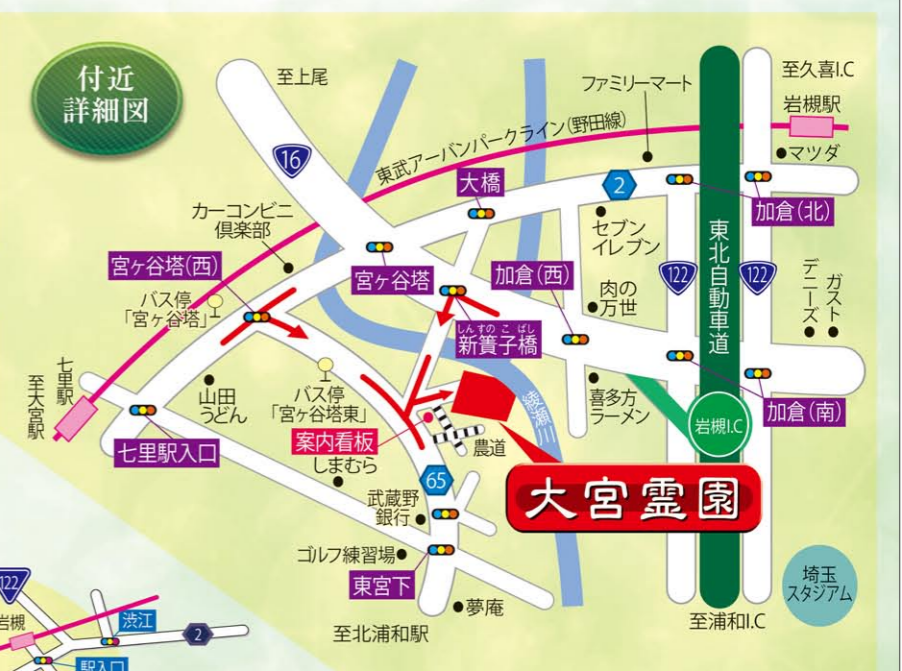 付近
詳細図
至上尾
ファミリーマート
至久喜I.C
岩槻駅
16
東武アーバンパークライン(野田線)
マツダ
大橋
2
カーコンビニ
倶楽部
セブン
イレブン
加倉(北)
宮ヶ谷塔(西)
宮ヶ谷塔
加倉(西)
東北自動車道
122
122
デニーズ
ガスト
バス停
「宮ヶ谷塔」
肉の
万世
しんすのこばし
新簀子橋
七里駅
至大宮駅
山田
うどん
バス停
「宮ヶ谷塔東」
綾瀬川
喜多方
ラーメン
加倉(南)
岩槻I.C
七里駅入口
案内看板
農道
しまむら
65
大宮霊園
武蔵野
銀行
ゴルフ練習場
東宮下
夢庵
至北浦和駅
至浦和I.C
埼玉
スタジアム
122
岩槻
渋江
2
駅入口